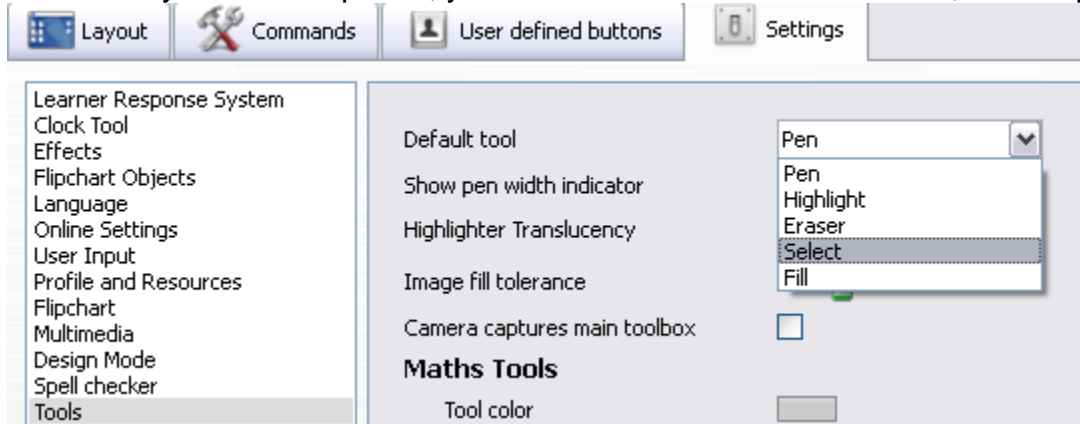 Layout Commands User defined buttons Settings
Learner Response System
Clock Tool
Effects
Flipchart Objects
Language
Online Settings
User Input
Profile and Resources
Flipchart
Multimedia
Design Mode
Spell checker
Tools
Default tool Pen
Pen
Highlight
Eraser
Select
Fill
Show pen width indicator
Highlighter Translucency
Image fill tolerance
Camera captures main toolbox
Maths Tools
Tool color